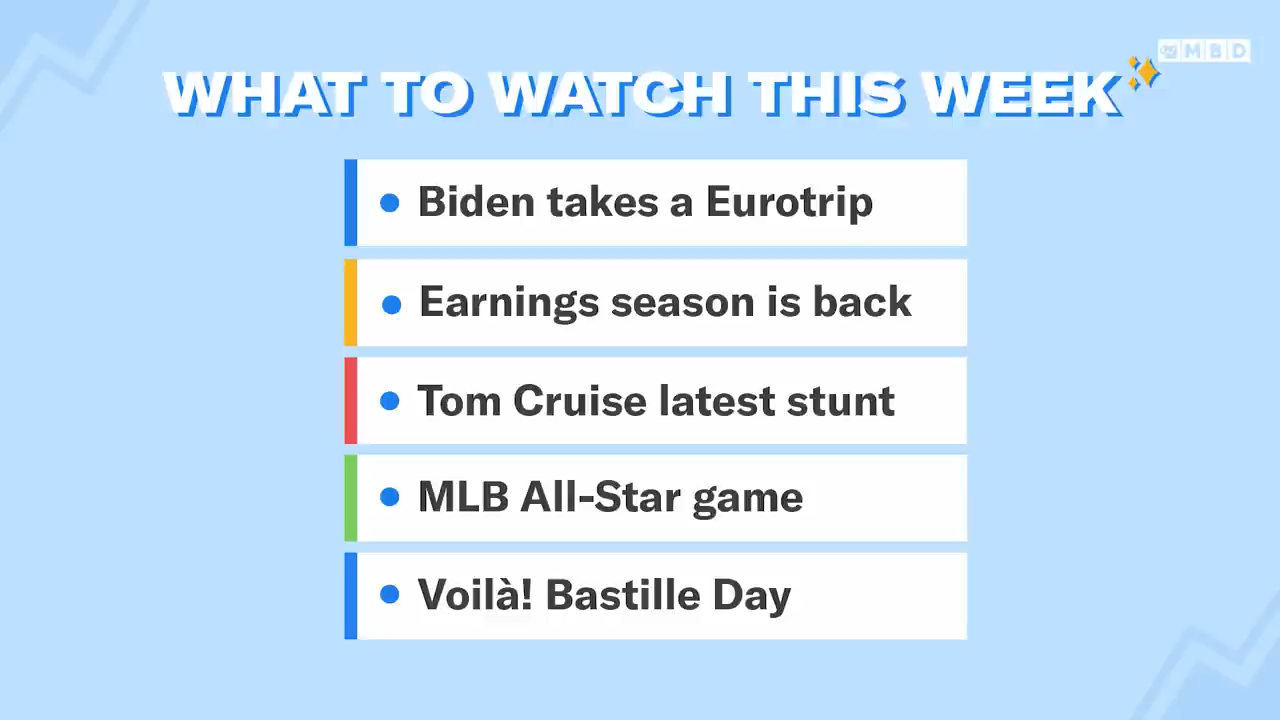 MBD
WHAT TO WATCH THIS WEEK
Biden takes a Eurotrip
Earnings season is back
Tom Cruise latest stunt
MLB All-Star game
Voilà! Bastille Day